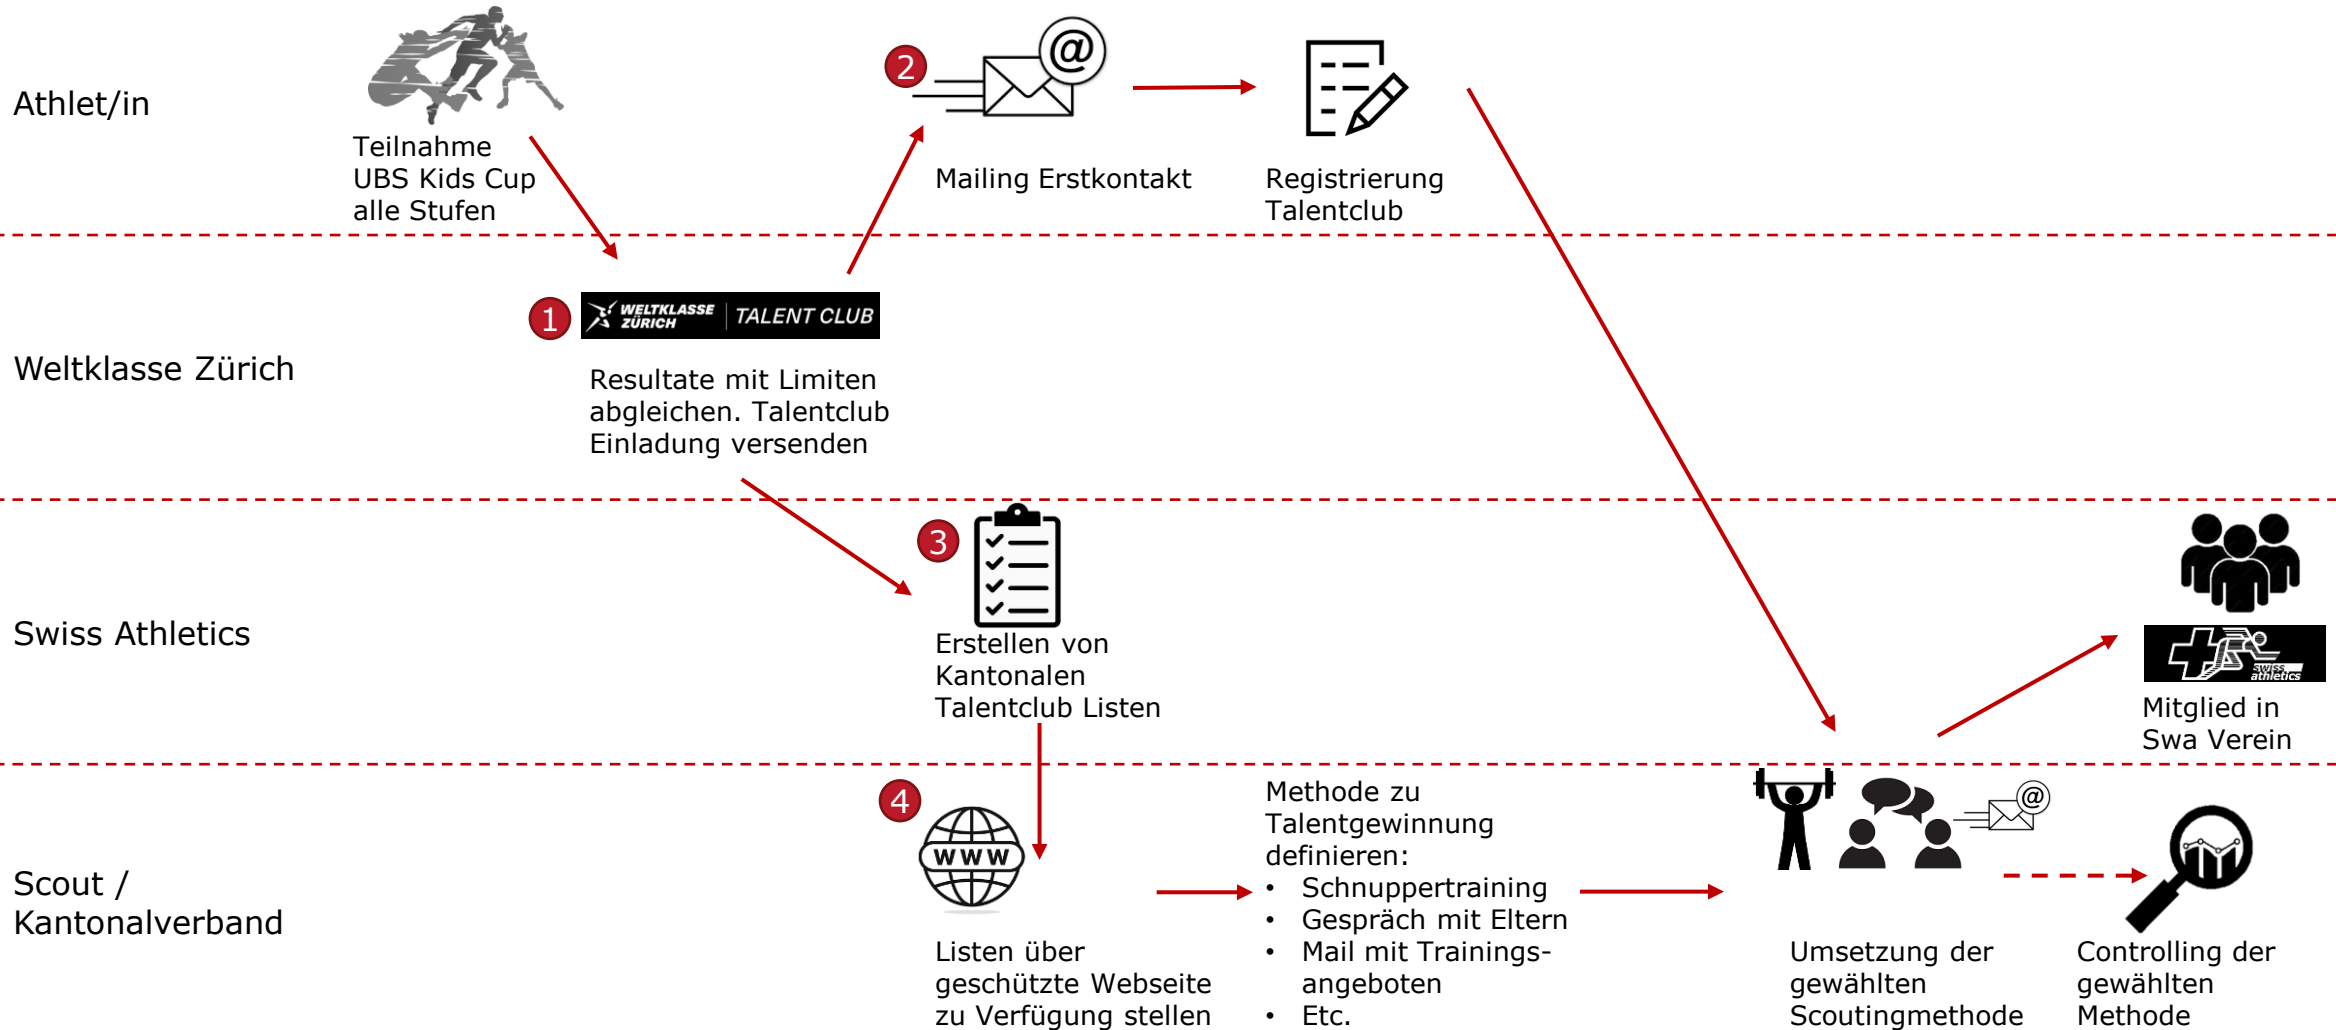 Athlet/in
Teilnahme
UBS Kids Cup
alle Stufen
2
@
Mailing Erstkontakt
Registrierung
Talentclub
Weltklasse Zürich
1
WELTKLASSE
ZÜRICH
TALENT CLUB
Resultate mit Limiten
abgleichen. Talentclub
Einladung versenden
Swiss Athletics
3
Erstellen von
Kantonalen
Talentclub Listen
swiss
athletics
Mitglied in
Swa Verein
Scout /
Kantonalverband
4
WWW
Listen über
geschützte Webseite
zu Verfügung stellen
Methode zu
Talentgewinnung
definieren:
• Schnuppertraining
• Gespräch mit Eltern
• Mail mit Trainings-
angeboten
• Etc.
@
Umsetzung der
gewählten
Scoutingmethode
Controlling der
gewählten
Methode